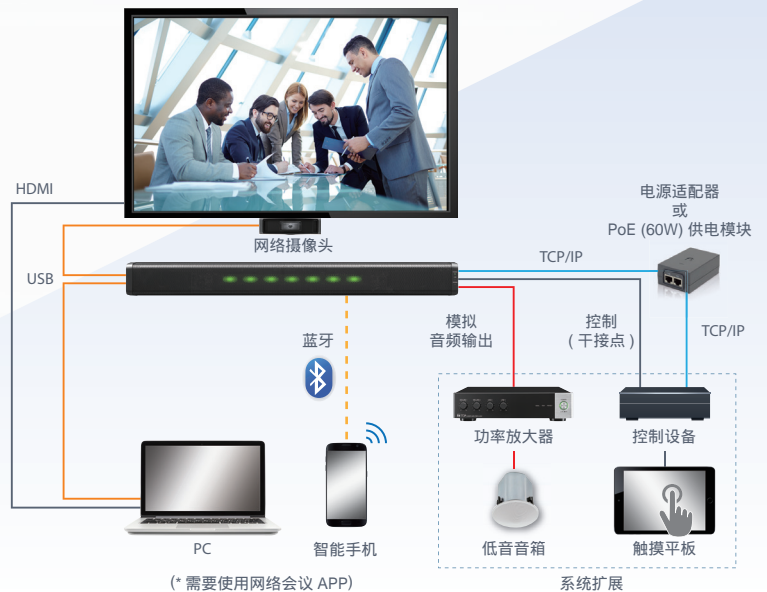 HDMI
网络摄像头
USB
电源适配器
或
PoE (60W) 供电模块
TCP/IP
蓝牙
模拟
音频输出
控制
( 干接点 )
TCP/IP
功率放大器
控制设备
PC
智能手机
低音音箱
触摸平板
(* 需要使用网络会议 APP)
系统扩展